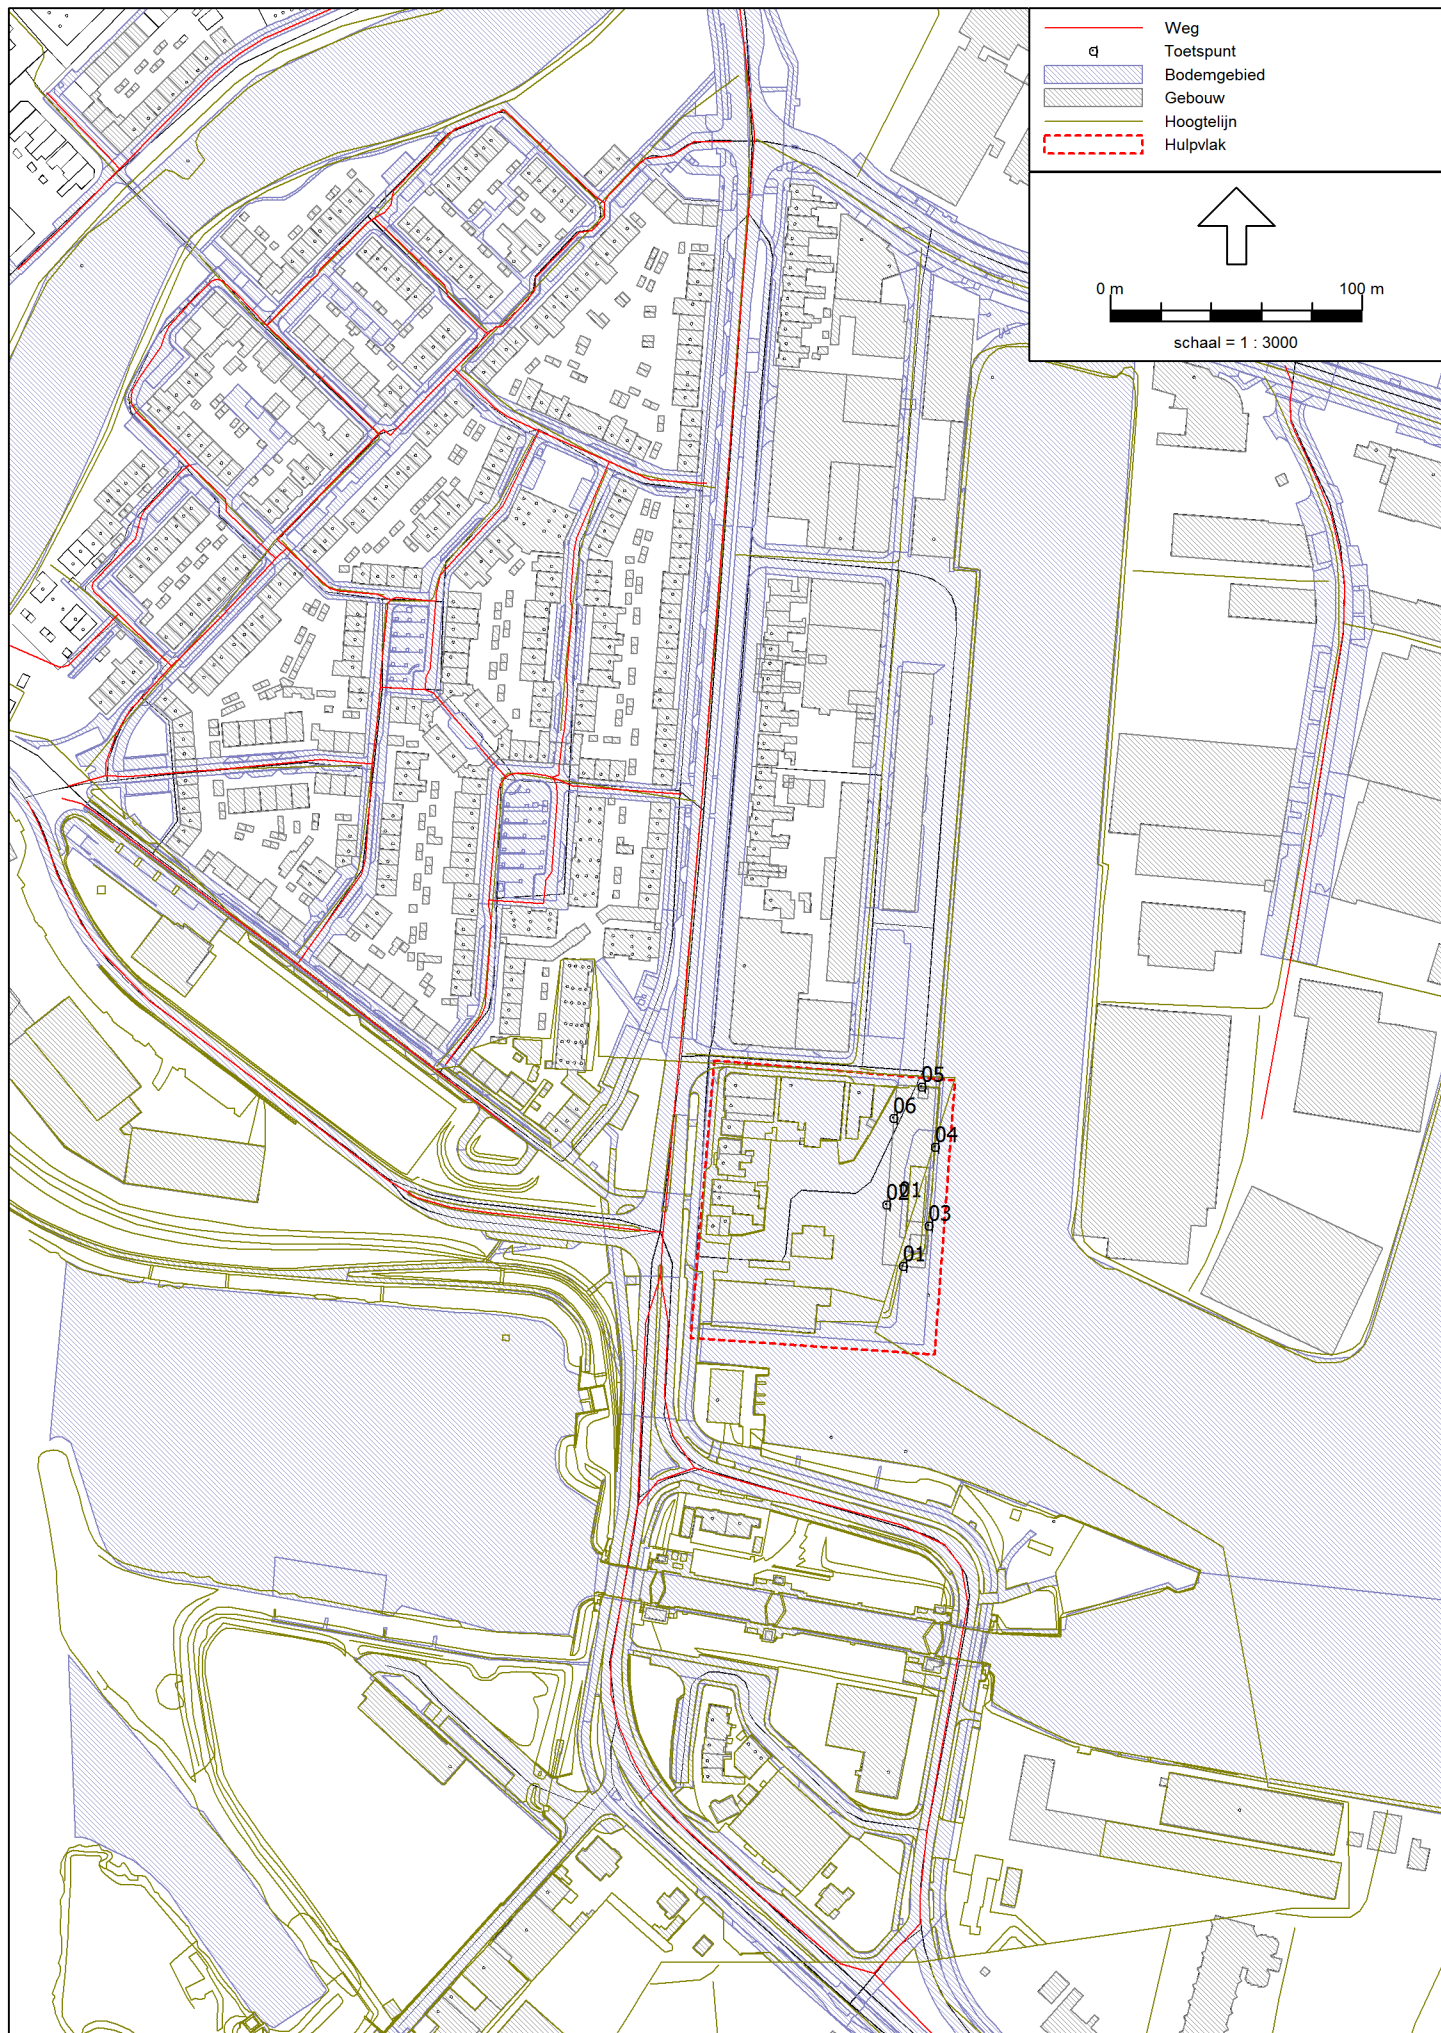 Weg
Toetspunt
Bodemgebied
Gebouw
Hoogtelijn
Hulpvlak
0 m 100 m
schaal = 1 : 3000
05
06
04
02 01
03
01